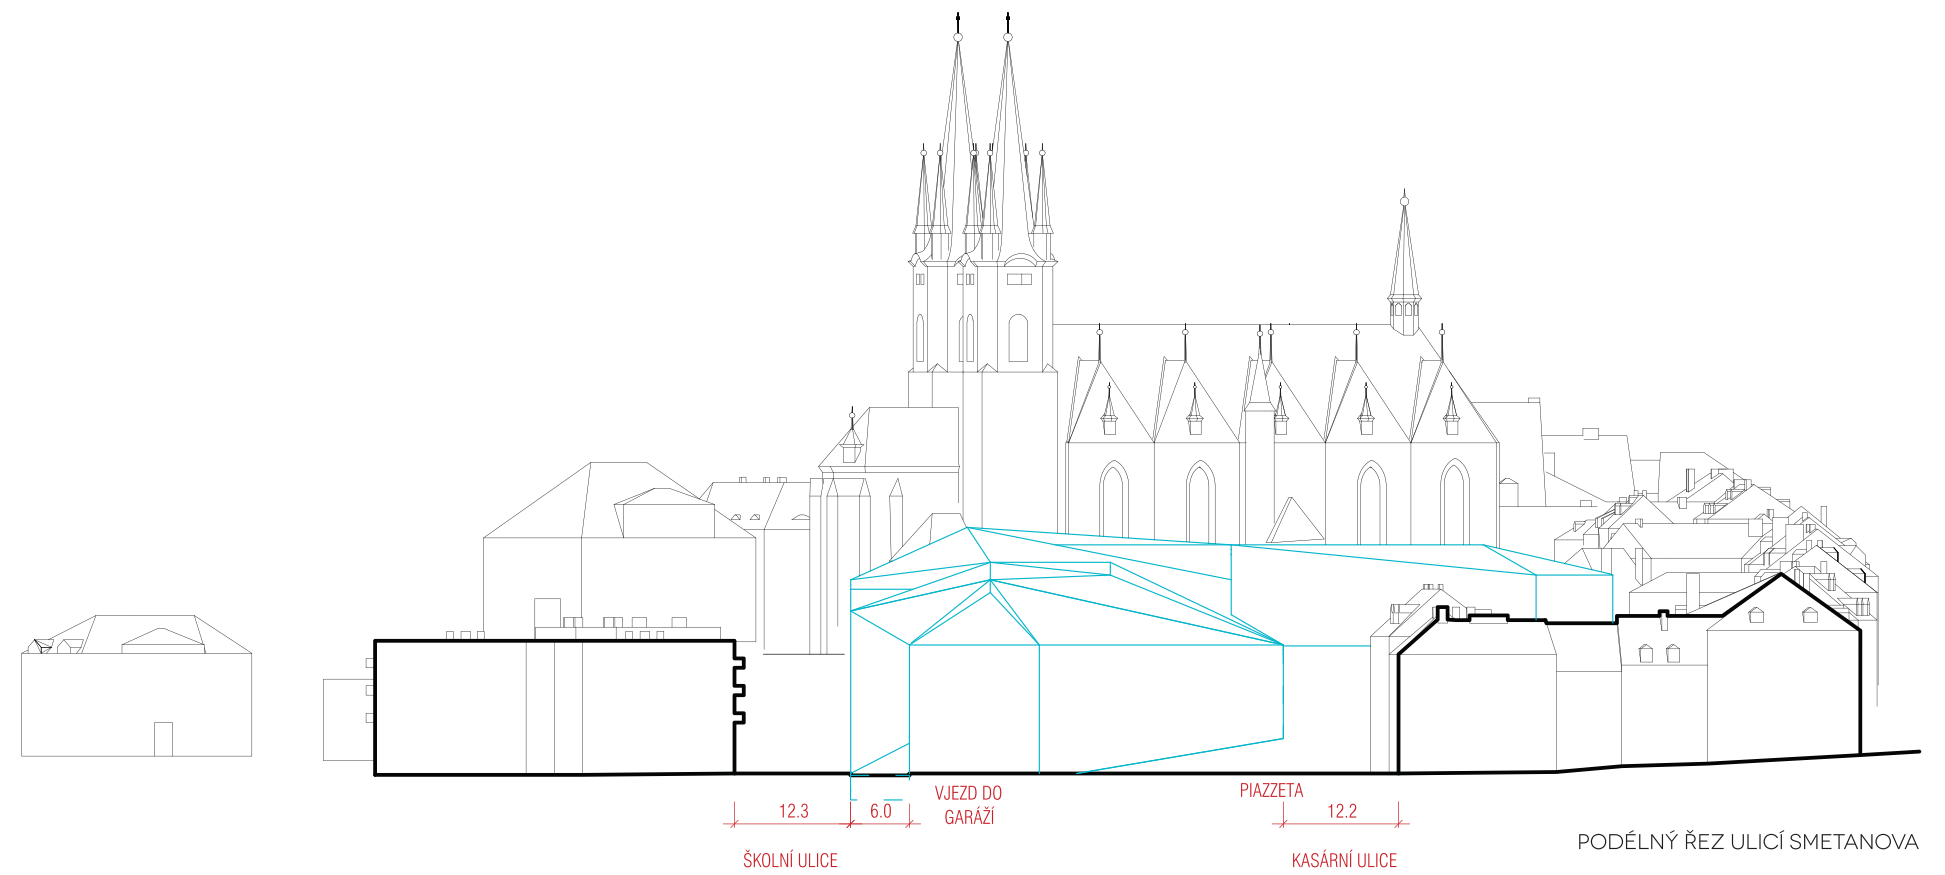 VJEZD DO
GARÁŽÍ
PIAZZETA
12.3
6.0
12.2
ŠKOLNÍ ULICE
KASÁRNÍ ULICE
PODÉLNÝ ŘEZ ULICÍ SMETANOVA